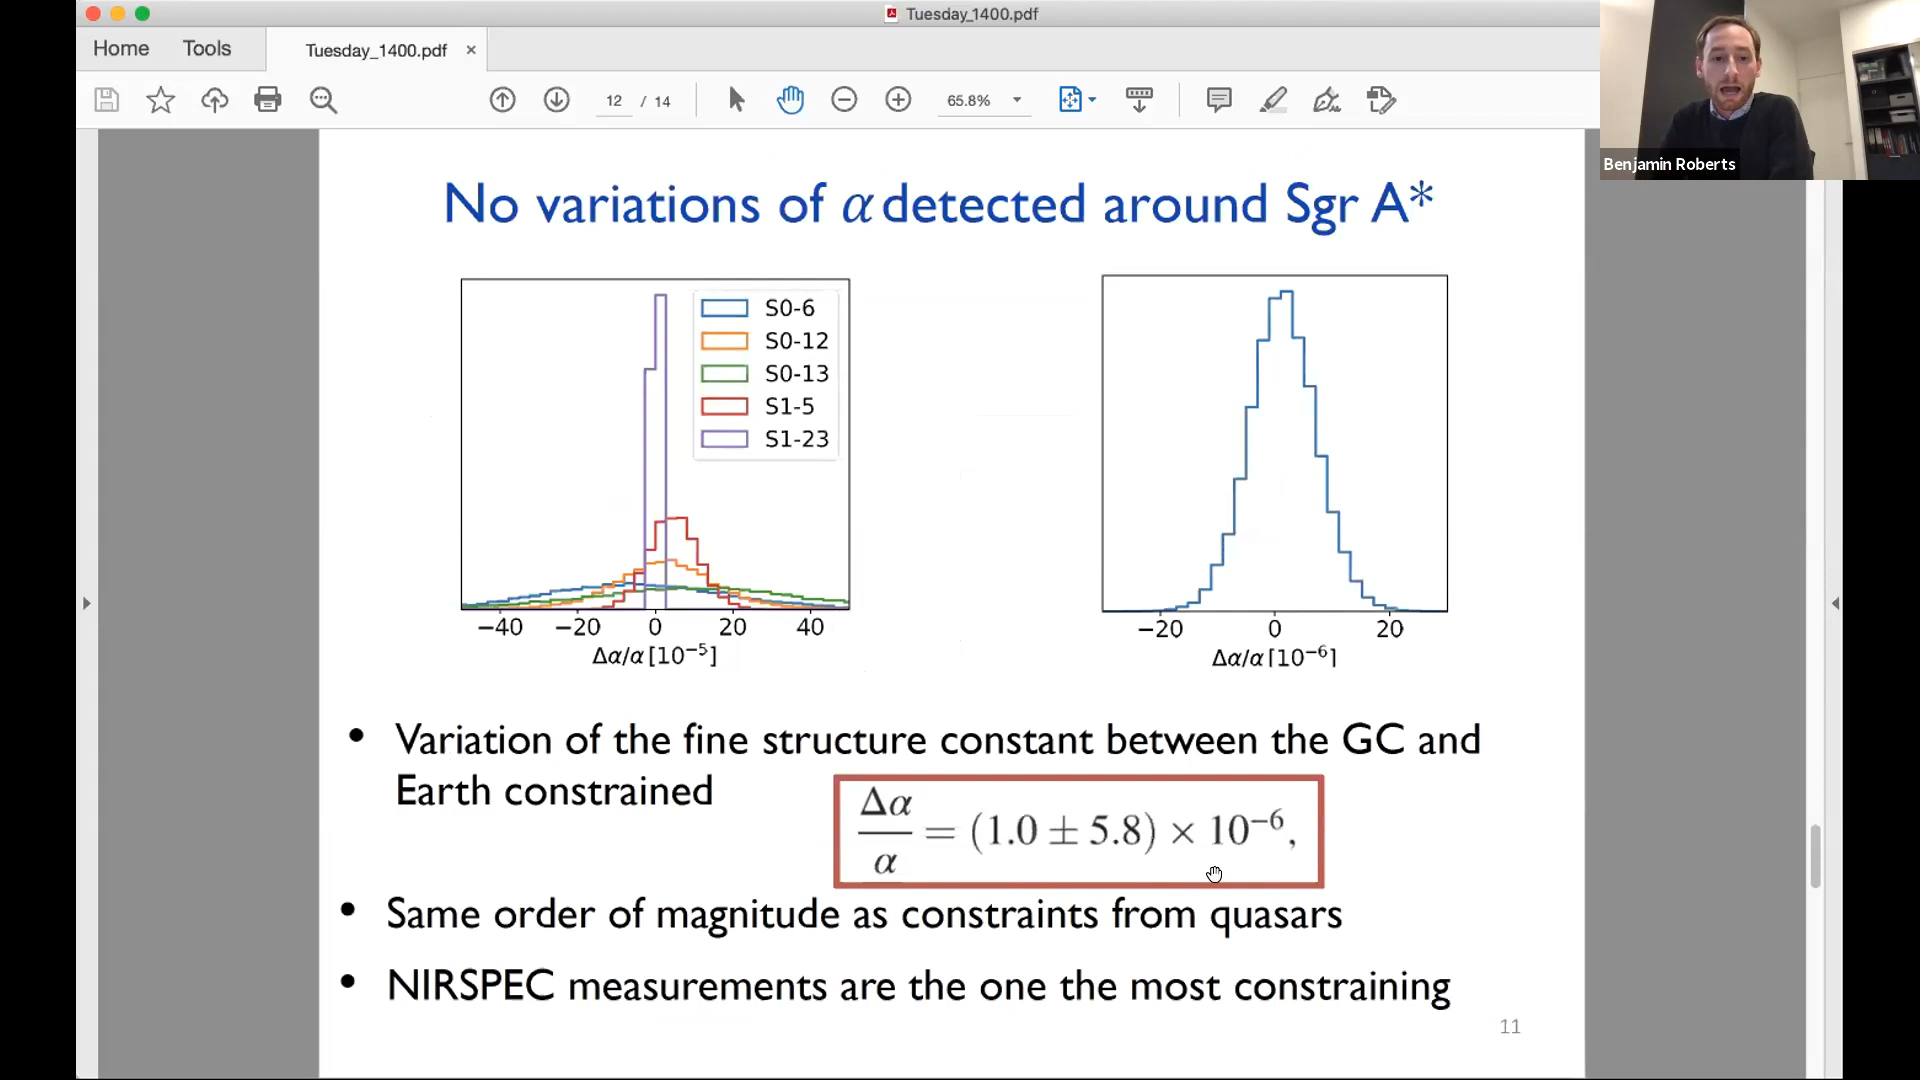 Tuesday_1400.pdf
Home Tools Tuesday_1400.pdf ×
12 / 14 65.8%
Benjamin Roberts
No variations of α detected around Sgr A*
S0-6
S0-12
S0-13
S1-5
S1-23
−40 −20 0 20 40
Δα/α [10⁻⁵]
−20 0 20
Δα/α [10⁻⁶]
• Variation of the fine structure constant between the GC and
Earth constrained
Δα/α = (1.0 ± 5.8) × 10⁻⁶,
• Same order of magnitude as constraints from quasars
• NIRSPEC measurements are the one the most constraining
11